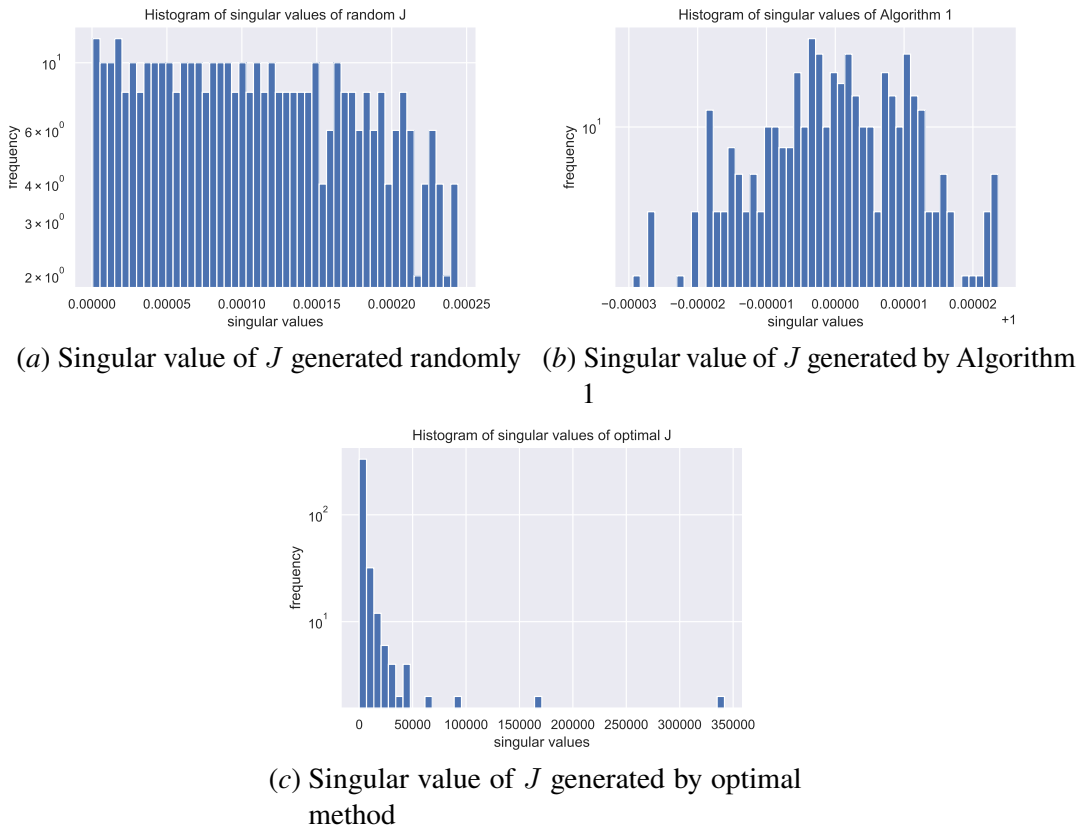 Histogram of singular values of random J
frequency
10^1
6 × 10^0
4 × 10^0
3 × 10^0
2 × 10^0
0.00000 0.00005 0.00010 0.00015 0.00020 0.00025
singular values
(a) Singular value of J generated randomly
Histogram of singular values of Algorithm 1
frequency
10^1
−0.00003 −0.00002 −0.00001 0.00000 0.00001 0.00002
+1
singular values
(b) Singular value of J generated by Algorithm
1
Histogram of singular values of optimal J
frequency
10^2
10^1
0 50000 100000 150000 200000 250000 300000 350000
singular values
(c) Singular value of J generated by optimal
method